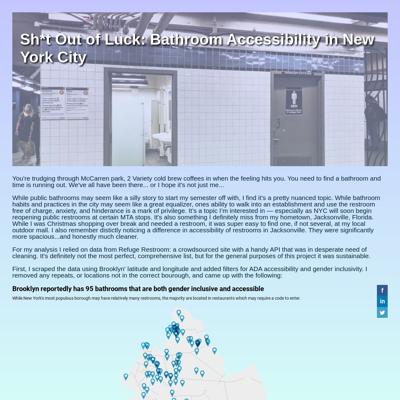 Sh*t Out of Luck: Bathroom Accessibility in New
York City
You're trudging through McCarren park, 2 Variety cold brew coffees in when the feeling hits you. You need to find a bathroom and
time is running out. We've all have been there... or I hope it's not just me...
While public bathrooms may seem like a silly story to start my semester off with, I find it's a pretty nuanced topic. While bathroom
habits and practices in the city may seem like a great equalizer, ones ability to walk into an establishment and use the restroom
free of charge, anxiety, and hinderance is a mark of privilege. It's a topic I'm interested in — especially as NYC will soon begin
reopening public restrooms at certain MTA stops. It's also something I definitely miss from my hometown, Jacksonville, Florida.
While I was Christmas shopping over break and needed a restroom, it was super easy to find one, if not several, at my local
outdoor mall. I also remember distictly noticing a difference in accessability of restrooms in Jacksonville. They were significantly
more spacious...and honestly much cleaner.
For my analysis I relied on data from Refuge Restroom: a crowdsourced site with a handy API that was in desperate need of
cleaning. It's definitely not the most perfect, comprehensive list, but for the general purposes of this project it was sustainable.
First, I scraped the data using Brooklyn' latitude and longitude and added filters for ADA accessibility and gender inclusivity. I
removed any repeats, or locations not in the correct bourough, and came up with the following:
Brooklyn reportedly has 95 bathrooms that are both gender inclusive and accessible
While New York's most populous borough may have relatively many restrooms, the majority are located in restaurants which may require a code to enter.